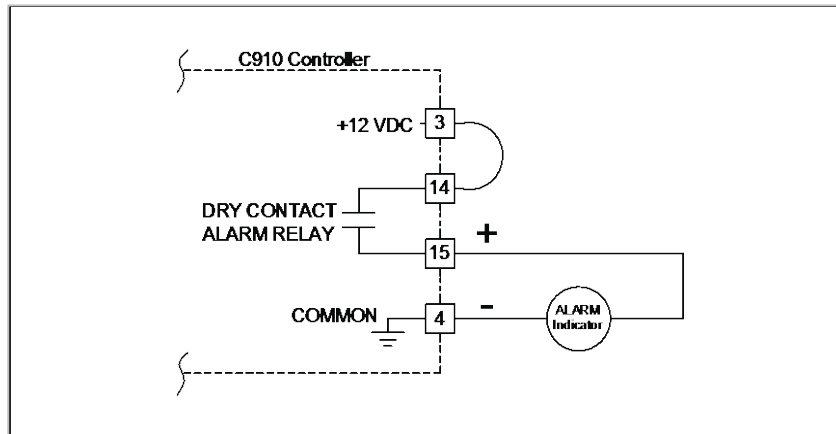 C910 Controller
+12 VDC
3
14
DRY CONTACT
ALARM RELAY
+
15
COMMON
4
-
ALARM
Indicator